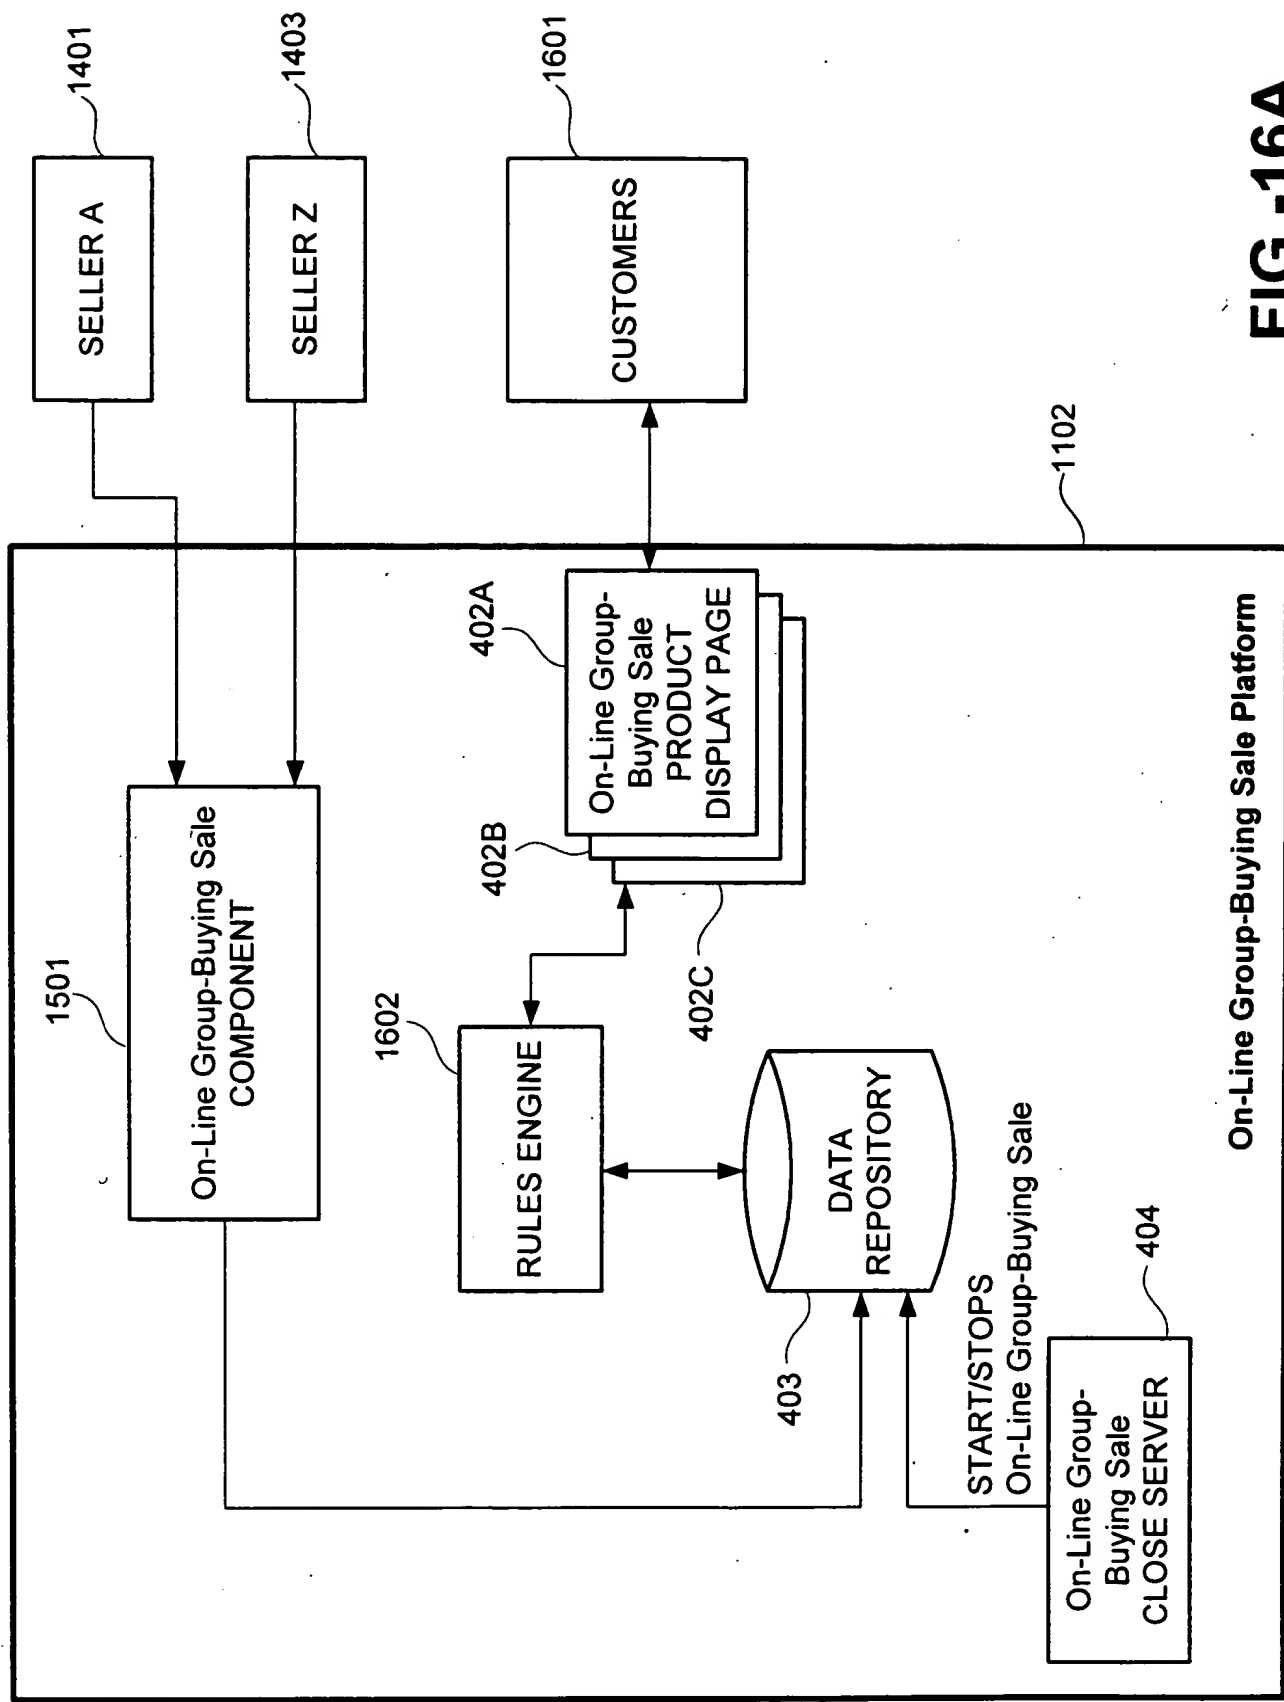 1401
SELLER A
1403
SELLER Z
1601
CUSTOMERS
1102
1501
On-Line Group-Buying Sale
COMPONENT
402A
On-Line Group-
Buying Sale
PRODUCT
DISPLAY PAGE
402B
402C
1602
RULES ENGINE
DATA
REPOSITORY
403
START/STOPS
On-Line Group-Buying Sale
404
On-Line Group-
Buying Sale
CLOSE SERVER
On-Line Group-Buying Sale Platform
FIG.-16A